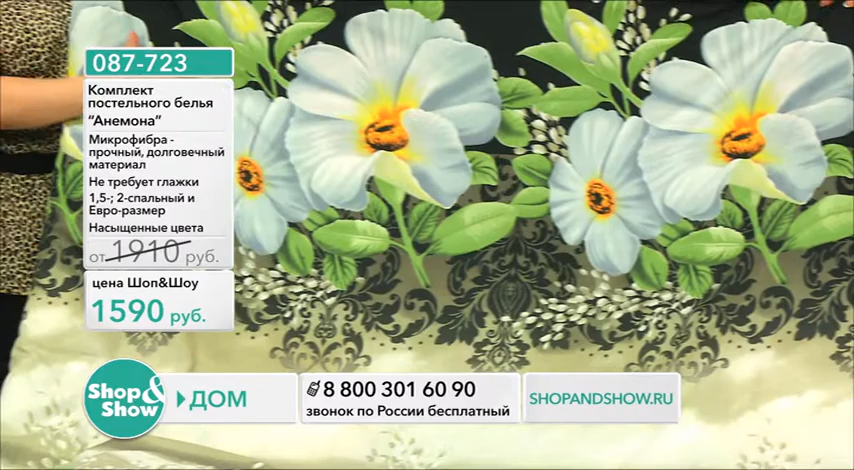 087-723
Комплект
постельного белья
“Анемона”
Микрофибра -
прочный, долговечный
материал
Не требует глажки
1,5-; 2-спальный и
Евро-размер
Насыщенные цвета
от 1910 руб.
цена Шоп&Шоу
1590 руб.
Shop&
Show
ДОМ
8 800 301 60 90
звонок по России бесплатный
SHOPANDSHOW.RU